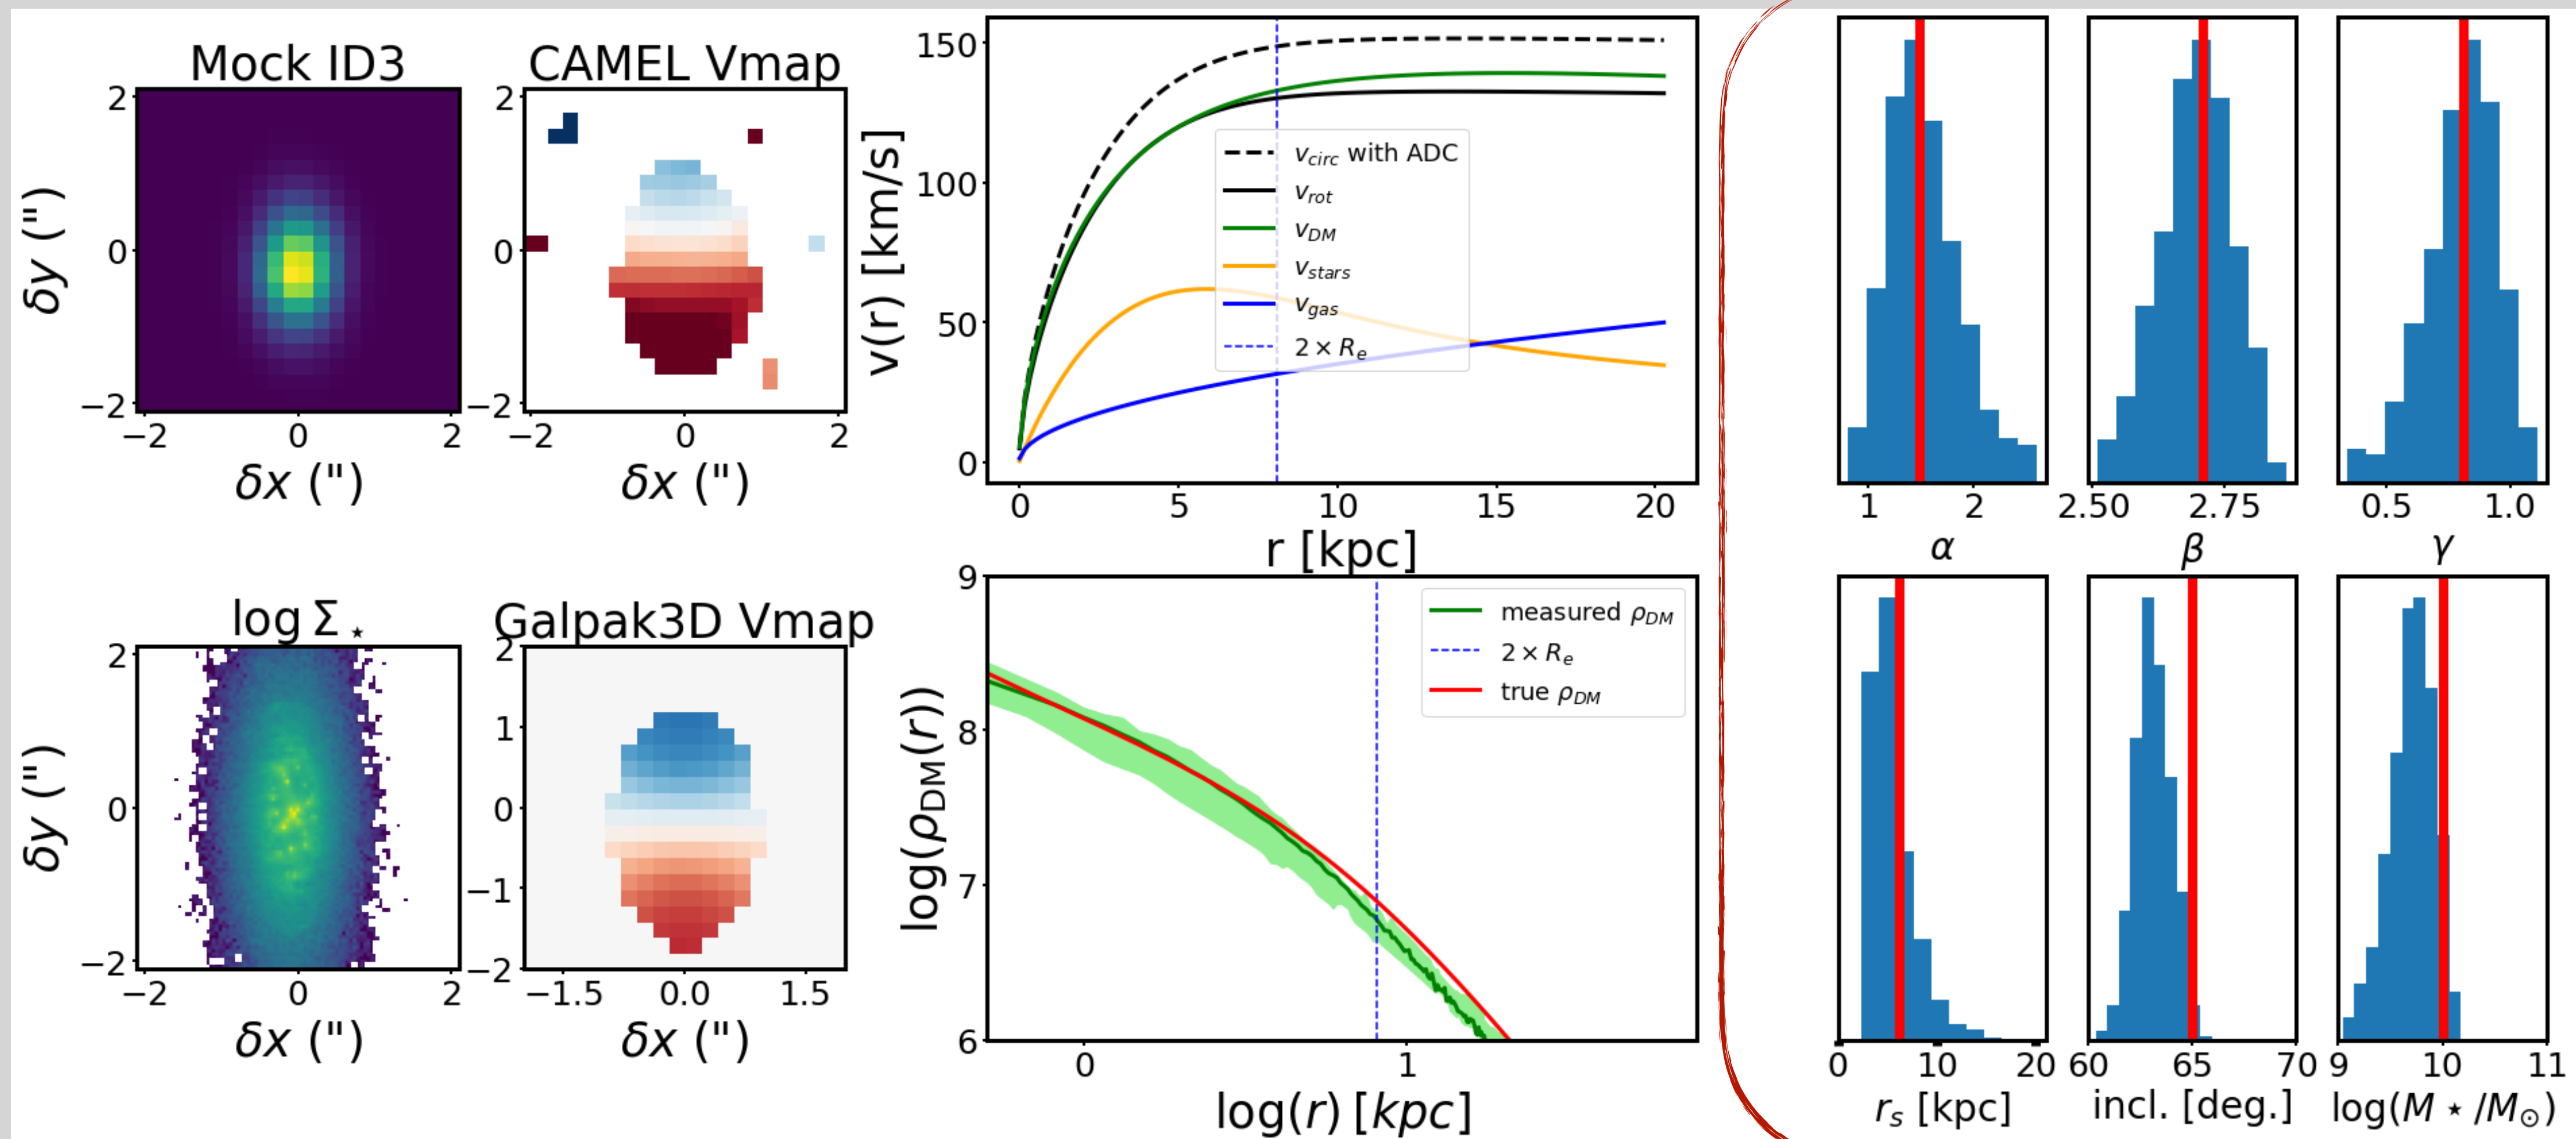 Mock ID3
2
0
−2
δy (")
−2 0 2
δx (")
CAMEL Vmap
2
0
−2
−2 0 2
δx (")
v(r) [km/s]
150
100
50
0
v_circ with ADC
v_rot
v_DM
v_stars
v_gas
2 × R_e
0 5 10 15 20
r [kpc]
1 2
α
2.50 2.75
β
0.5 1.0
γ
log Σ⋆
2
0
−2
δy (")
−2 0 2
δx (")
Galpak3D Vmap
2
1
0
−1
−2
−1.5 0.0 1.5
δx (")
log(ρ_DM(r))
9
8
7
6
measured ρ_DM
2 × R_e
true ρ_DM
0 1
log(r) [kpc]
0 10 20
r_s [kpc]
60 65 70
incl. [deg.]
9 10 11
log(M⋆/M⊙)